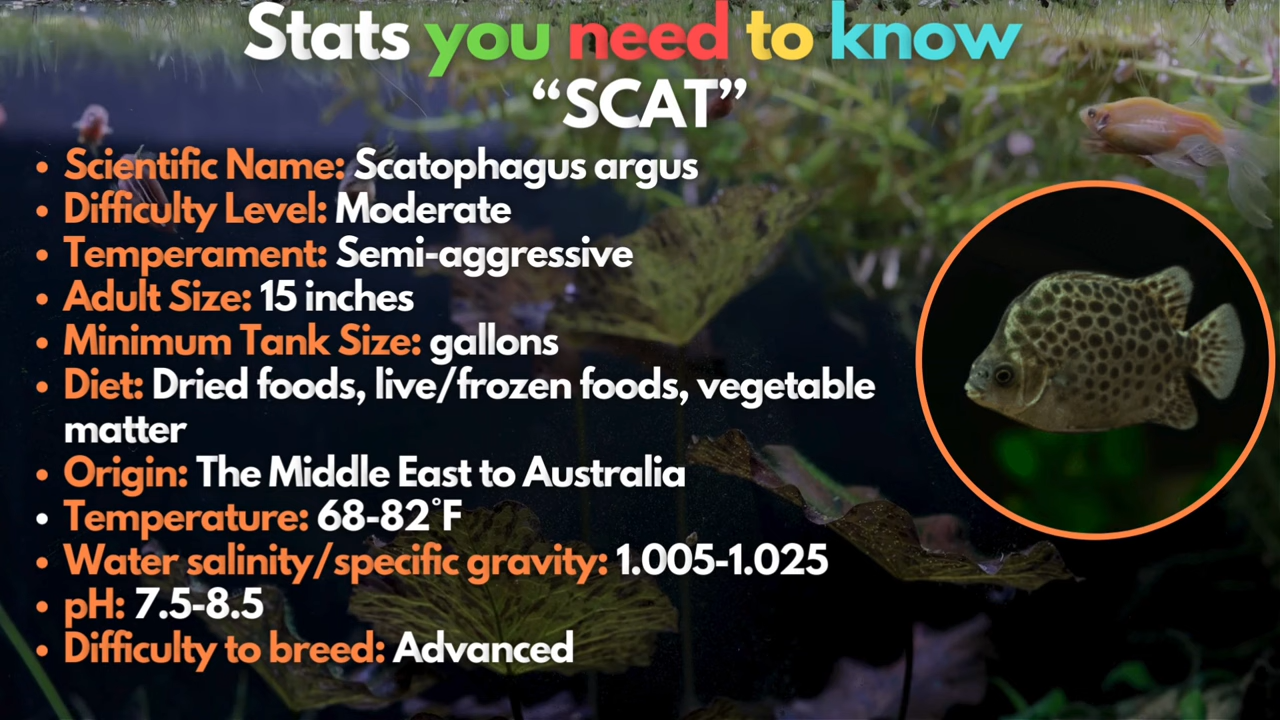 Stats you need to know
“SCAT”
• Scientific Name: Scatophagus argus
• Difficulty Level: Moderate
• Temperament: Semi-aggressive
• Adult Size: 15 inches
• Minimum Tank Size: gallons
• Diet: Dried foods, live/frozen foods, vegetable
matter
• Origin: The Middle East to Australia
• Temperature: 68-82°F
• Water salinity/specific gravity: 1.005-1.025
• pH: 7.5-8.5
• Difficulty to breed: Advanced